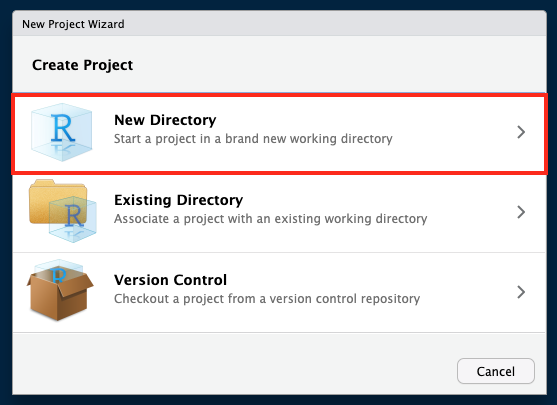 New Project Wizard
Create Project
R
New Directory
Start a project in a brand new working directory
R
Existing Directory
Associate a project with an existing working directory
R
Version Control
Checkout a project from a version control repository
Cancel